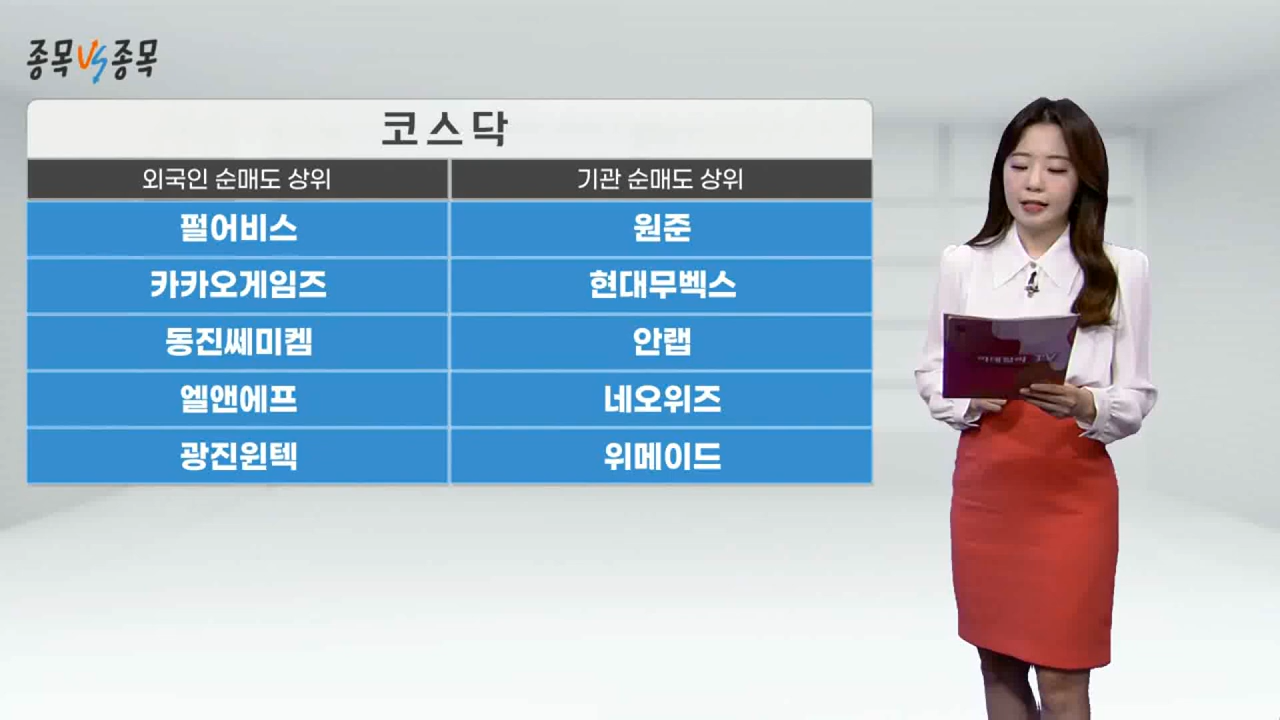 종목VS종목
코스닥
외국인 순매도 상위 기관 순매도 상위
펄어비스 원준
카카오게임즈 현대무벡스
동진쎄미켐 안랩
엘앤에프 네오위즈
광진윈텍 위메이드